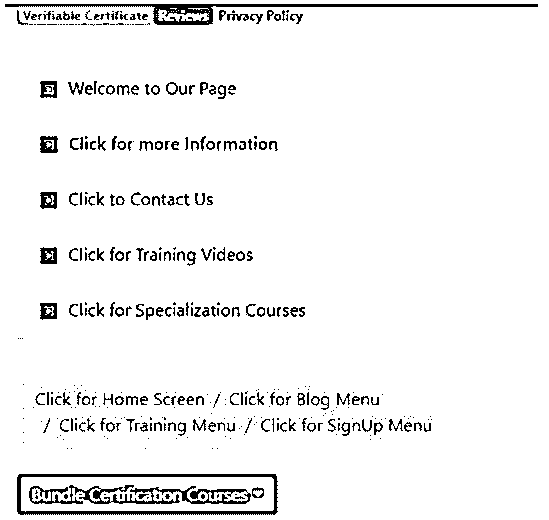 Verifiable Certificate Reviews Privacy Policy
Welcome to Our Page
Click for more Information
Click to Contact Us
Click for Training Videos
Click for Specialization Courses
Click for Home Screen / Click for Blog Menu
/ Click for Training Menu / Click for SignUp Menu
Bundle Certification Courses